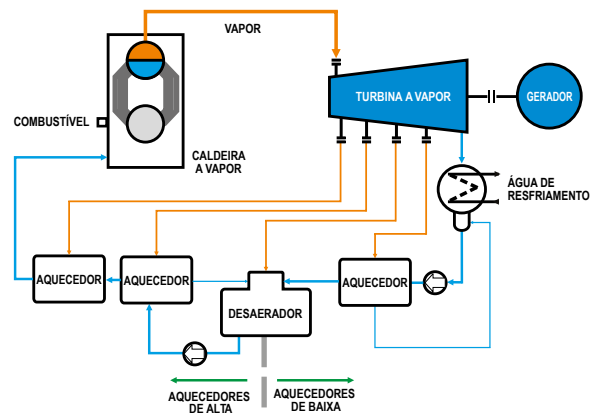 VAPOR
TURBINA A VAPOR
GERADOR
COMBUSTÍVEL
CALDEIRA
A VAPOR
ÁGUA DE
RESFRIAMENTO
AQUECEDOR
AQUECEDOR
AQUECEDOR
DESAERADOR
AQUECEDORES
DE ALTA
AQUECEDORES
DE BAIXA